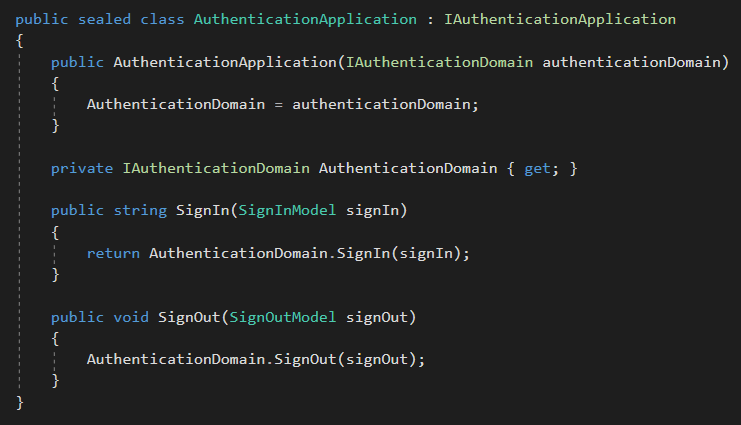 public sealed class AuthenticationApplication : IAuthenticationApplication
{
    public AuthenticationApplication(IAuthenticationDomain authenticationDomain)
    {
        AuthenticationDomain = authenticationDomain;
    }

    private IAuthenticationDomain AuthenticationDomain { get; }

    public string SignIn(SignInModel signIn)
    {
        return AuthenticationDomain.SignIn(signIn);
    }

    public void SignOut(SignOutModel signOut)
    {
        AuthenticationDomain.SignOut(signOut);
    }
}